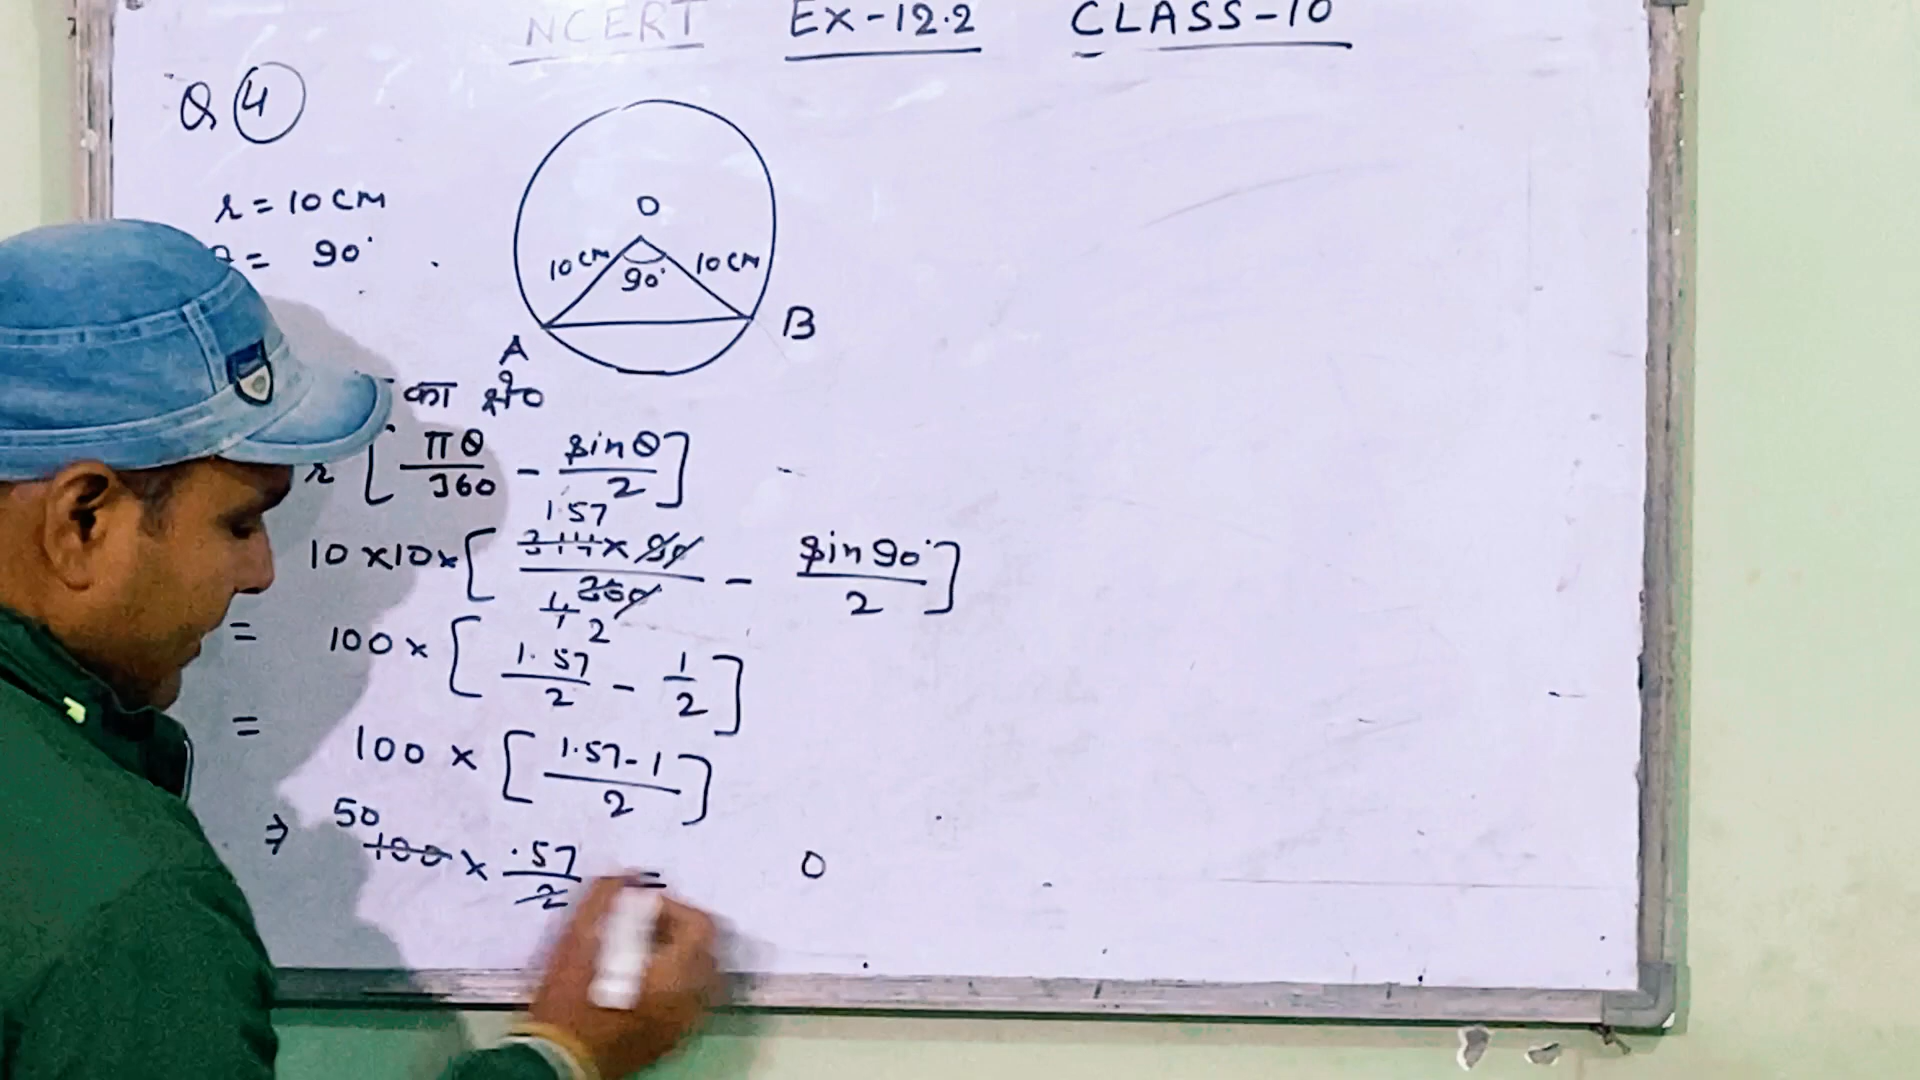 NCERT EX-12.2 CLASS-10
Q 4
r = 10 CM
= 90°
O
10 CM 90° 10 CM
A B
का क्षे०
r [ πθ/360 - sinθ/2 ]
1.57
10 × 10 × [ 3.14 × 90/360 - sin 90°/2 ]
4 2
= 100 × [ 1.57/2 - 1/2 ]
= 100 × [ 1.57-1/2 ]
50
⇒ 100 × .57/2 = 0